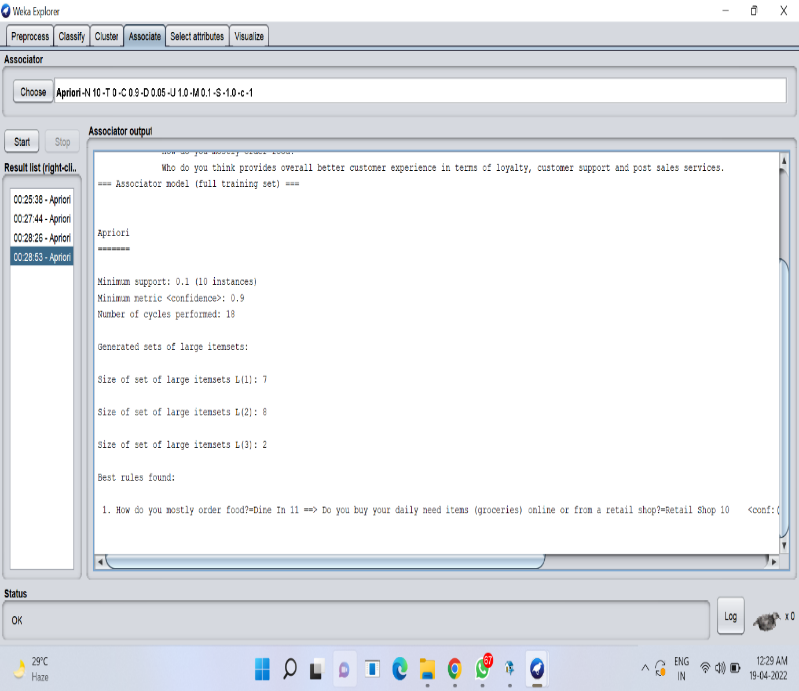 Weka Explorer
Preprocess Classify Cluster Associate Select attributes Visualize
Associator
Choose Apriori -N 10 -T 0 -C 0.9 -D 0.05 -U 1.0 -M 0.1 -S -1.0 -c -1
Start Stop
Associator output
Result list (right-cli..
00:25:38 - Apriori
00:27:44 - Apriori
00:28:26 - Apriori
00:28:53 - Apriori
How do you mostly order food?
Who do you think provides overall better customer experience in terms of loyalty, customer support and post sales services.
=== Associator model (full training set) ===
Apriori
=======
Minimum support: 0.1 (10 instances)
Minimum metric <confidence>: 0.9
Number of cycles performed: 18
Generated sets of large itemsets:
Size of set of large itemsets L(1): 7
Size of set of large itemsets L(2): 8
Size of set of large itemsets L(3): 2
Best rules found:
1. How do you mostly order food?=Dine In 11 ==> Do you buy your daily need items (groceries) online or from a retail shop?=Retail Shop 10 <conf:(
Status
OK
Log x 0
29°C
Haze
67
ENG
IN
12:29 AM
19-04-2022